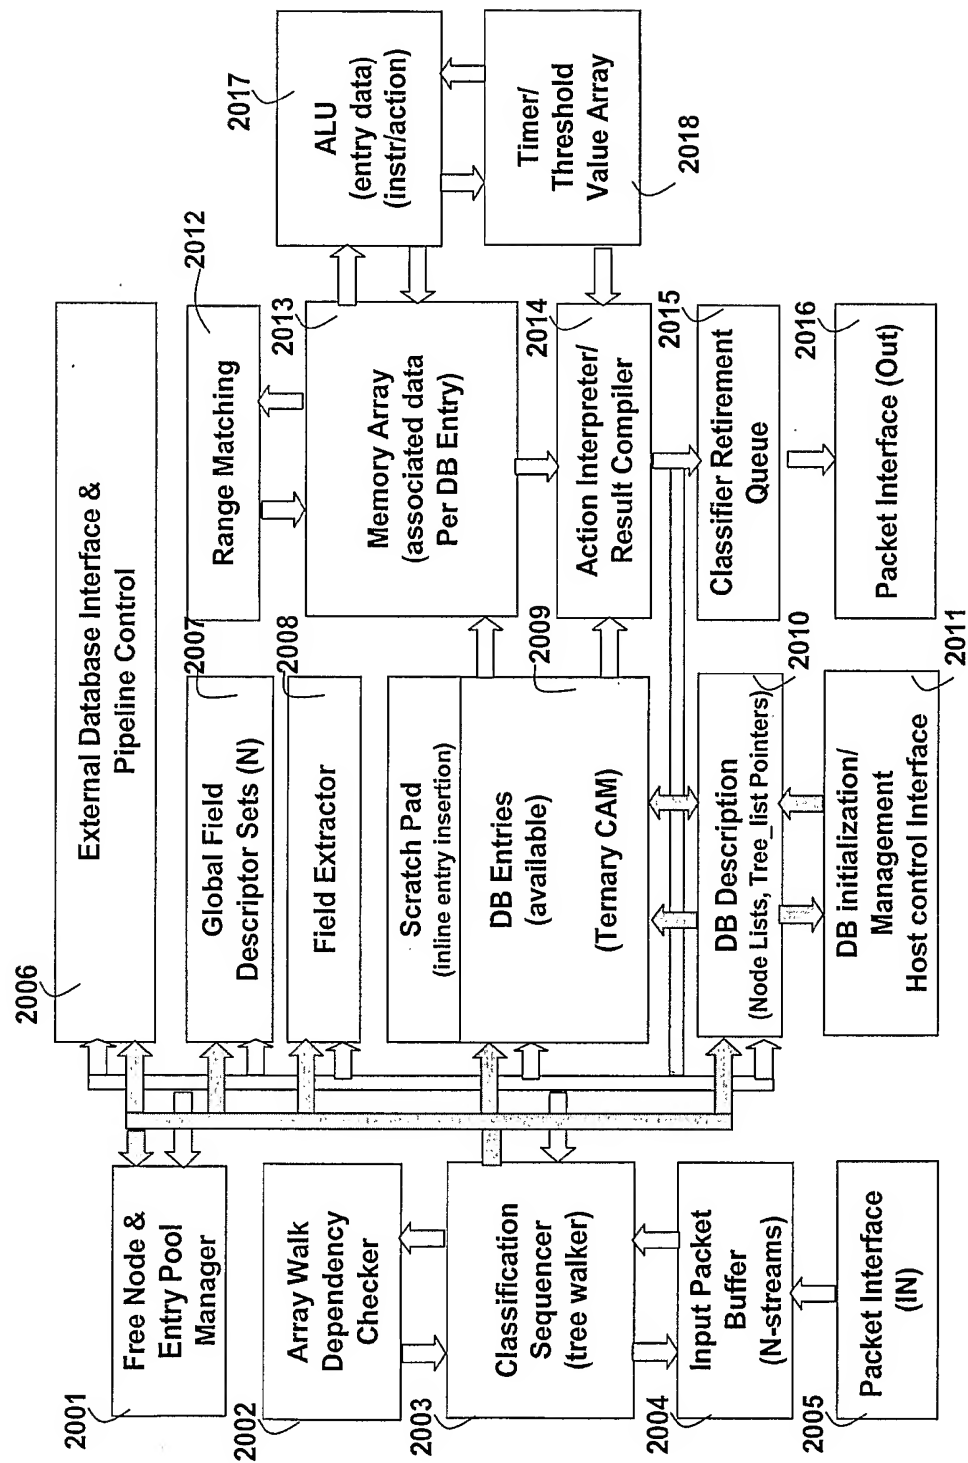 2001
Free Node &
Entry Pool
Manager
2002
Array Walk
Dependency
Checker
2003
Classification
Sequencer
(tree walker)
2004
Input Packet
Buffer
(N-streams)
2005
Packet Interface
(IN)
2006
External Database Interface &
Pipeline Control
2007
Global Field
Descriptor Sets (N)
2008
Field Extractor
2009
Scratch Pad
(inline entry insertion)
DB Entries
(available)
(Ternary CAM)
2010
DB Description
(Node Lists, Tree_list Pointers)
2011
DB initialization/
Management
Host control Interface
2012
Range Matching
2013
Memory Array
(associated data
Per DB Entry)
2014
Action Interpreter/
Result Compiler
2015
Classifier Retirement
Queue
2016
Packet Interface (Out)
2017
ALU
(entry data)
(instr/action)
2018
Timer/
Threshold
Value Array